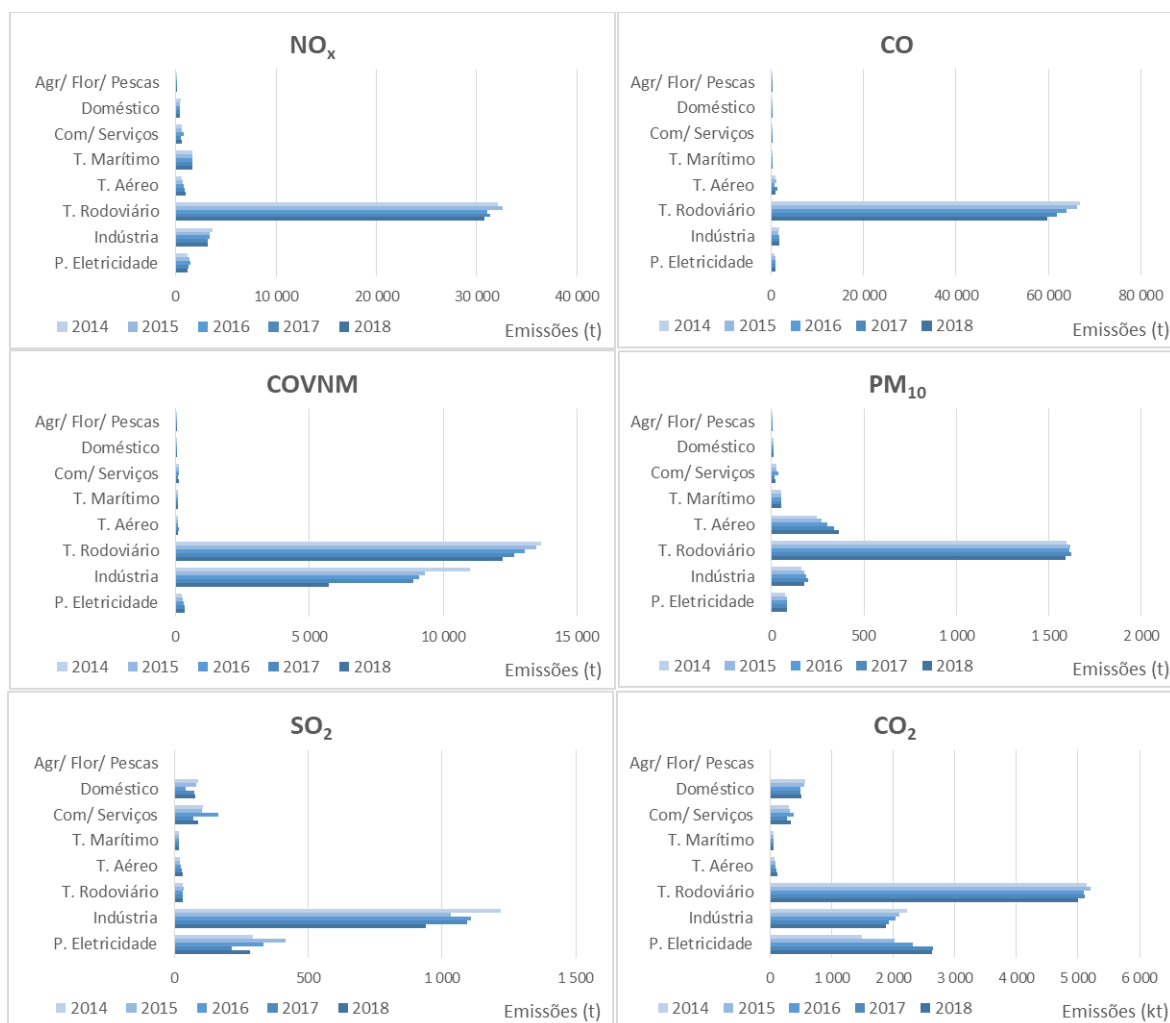 NOx
Agr/ Flor/ Pescas
Doméstico
Com/ Serviços
T. Marítimo
T. Aéreo
T. Rodoviário
Indústria
P. Eletricidade
0 10 000 20 000 30 000 40 000
2014 2015 2016 2017 2018 Emissões (t)
CO
Agr/ Flor/ Pescas
Doméstico
Com/ Serviços
T. Marítimo
T. Aéreo
T. Rodoviário
Indústria
P. Eletricidade
0 20 000 40 000 60 000 80 000
2014 2015 2016 2017 2018 Emissões (t)
COVNM
Agr/ Flor/ Pescas
Doméstico
Com/ Serviços
T. Marítimo
T. Aéreo
T. Rodoviário
Indústria
P. Eletricidade
0 5 000 10 000 15 000
2014 2015 2016 2017 2018 Emissões (t)
PM10
Agr/ Flor/ Pescas
Doméstico
Com/ Serviços
T. Marítimo
T. Aéreo
T. Rodoviário
Indústria
P. Eletricidade
0 500 1 000 1 500 2 000
2014 2015 2016 2017 2018 Emissões (t)
SO2
Agr/ Flor/ Pescas
Doméstico
Com/ Serviços
T. Marítimo
T. Aéreo
T. Rodoviário
Indústria
P. Eletricidade
0 500 1 000 1 500
2014 2015 2016 2017 2018 Emissões (t)
CO2
Agr/ Flor/ Pescas
Doméstico
Com/ Serviços
T. Marítimo
T. Aéreo
T. Rodoviário
Indústria
P. Eletricidade
0 1 000 2 000 3 000 4 000 5 000 6 000
2014 2015 2016 2017 2018 Emissões (kt)